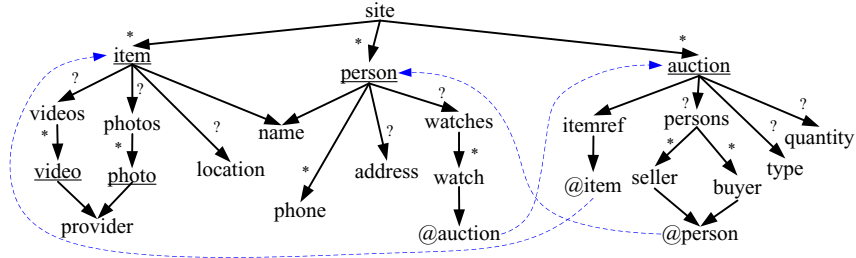 site
* * *
item person auction
? ? ? ? ? ? ?
videos photos name watches itemref persons quantity
* * ? * ? * * * ?
video photo location address watch @item seller buyer type
provider phone @auction @person